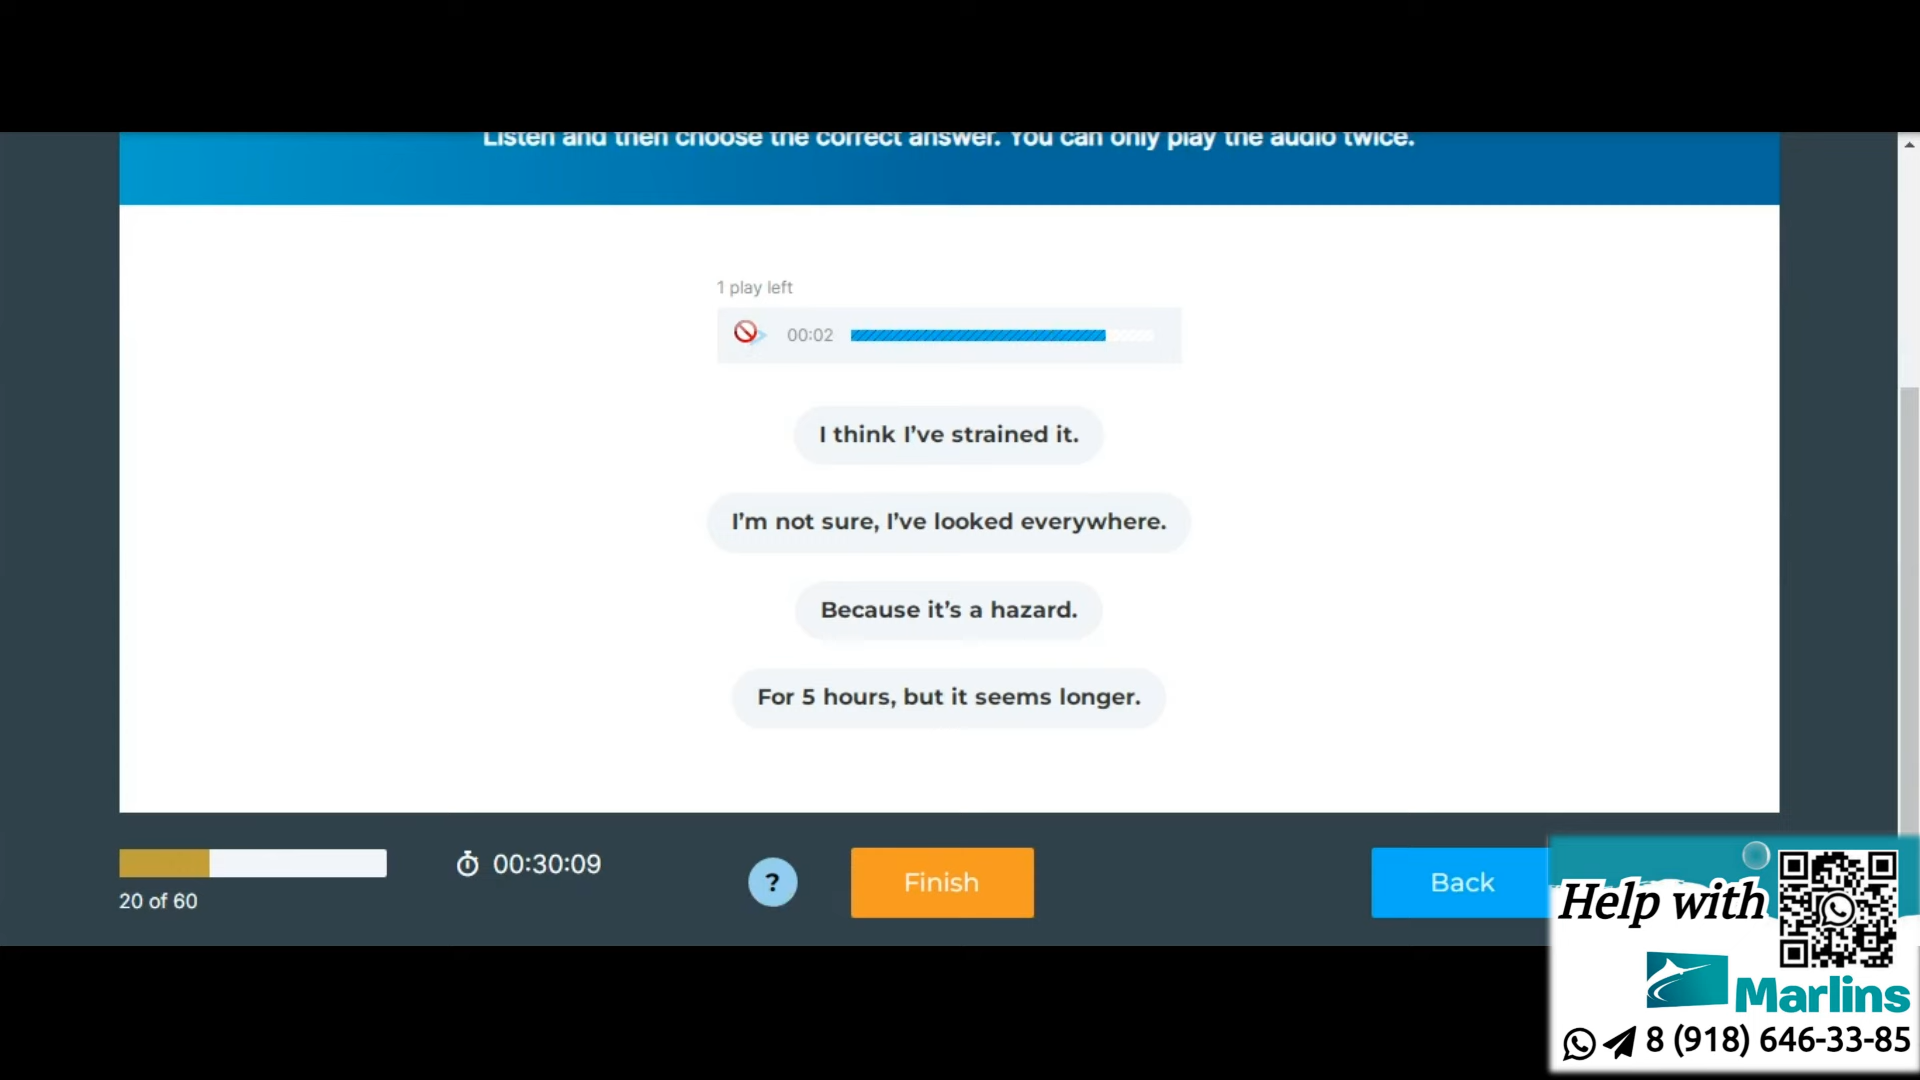 Listen and then choose the correct answer. You can only play the audio twice.
1 play left
00:02
I think I’ve strained it.
I’m not sure, I’ve looked everywhere.
Because it’s a hazard.
For 5 hours, but it seems longer.
20 of 60
00:30:09
?
Finish
Back
Help with
Marlins
8 (918) 646-33-85